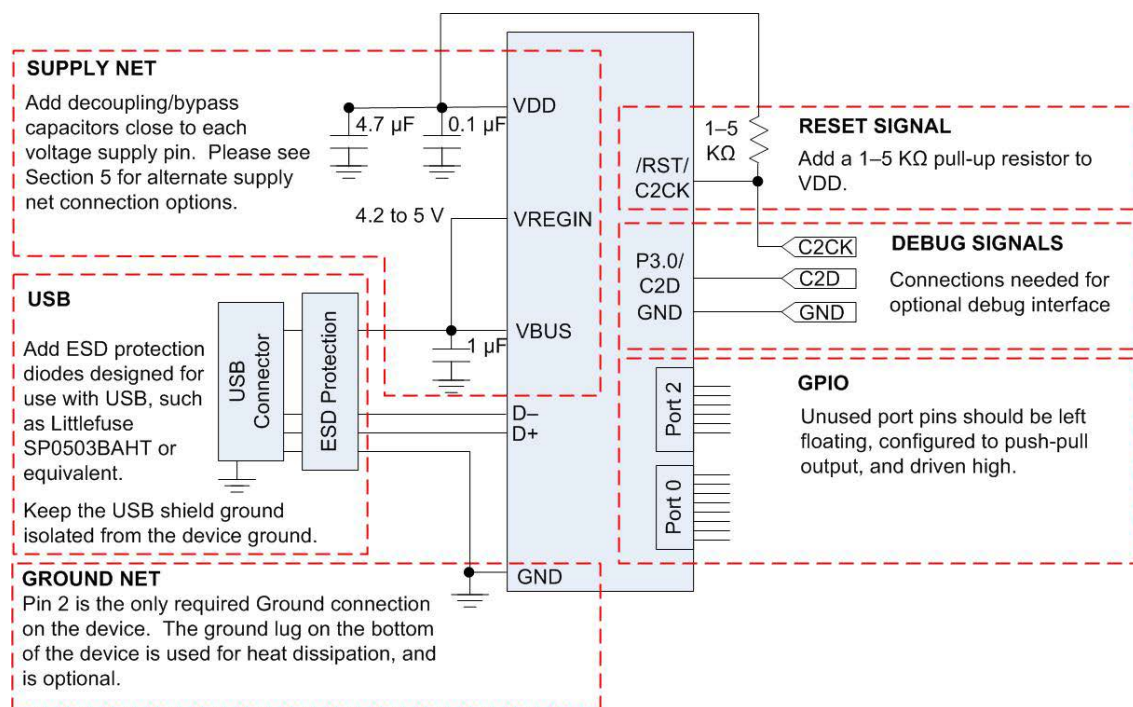 SUPPLY NET
Add decoupling/bypass
capacitors close to each
voltage supply pin. Please see
Section 5 for alternate supply
net connection options.
4.7 µF
0.1 µF
VDD
4.2 to 5 V
VREGIN
1 µF
VBUS
USB
Add ESD protection
diodes designed for
use with USB, such
as Littlefuse
SP0503BAHT or
equivalent.
Keep the USB shield ground
isolated from the device ground.
USB
Connector
ESD Protection
D–
D+
GROUND NET
Pin 2 is the only required Ground connection
on the device. The ground lug on the bottom
of the device is used for heat dissipation, and
is optional.
GND
1–5
KΩ
/RST/
C2CK
RESET SIGNAL
Add a 1–5 KΩ pull-up resistor to
VDD.
P3.0/
C2D
GND
C2CK
C2D
GND
DEBUG SIGNALS
Connections needed for
optional debug interface
Port 2
Port 0
GPIO
Unused port pins should be left
floating, configured to push-pull
output, and driven high.